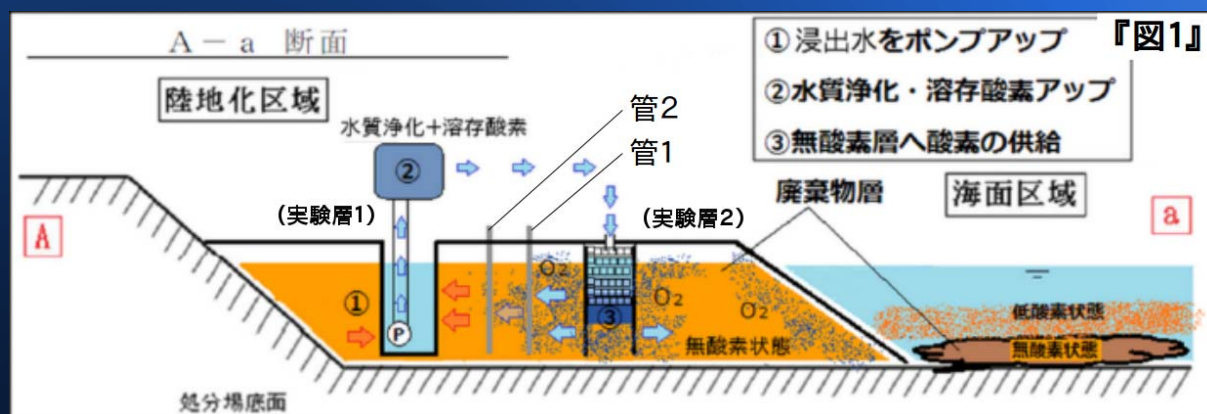 A － a 断面
『図1』
①浸出水をポンプアップ
②水質浄化・溶存酸素アップ
③無酸素層へ酸素の供給
陸地化区域
水質浄化+溶存酸素
管2
管1
②
廃棄物層
海面区域
A
(実験層1)
(実験層2)
a
O2
①
O2
O2
③
P
低酸素状態
無酸素状態
無酸素状態
処分場底面